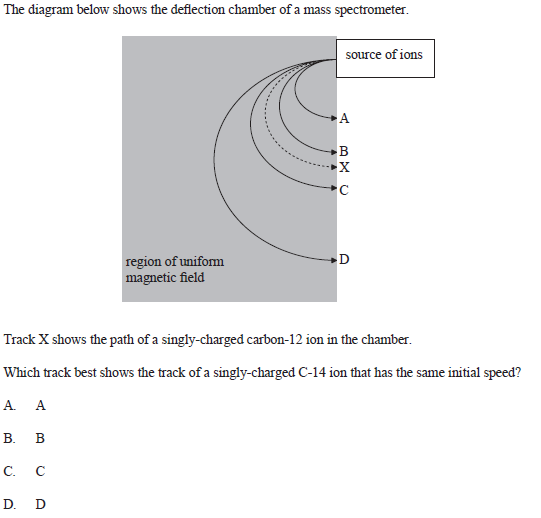 The diagram below shows the deflection chamber of a mass spectrometer.
source of ions
A
B
X
C
D
region of uniform
magnetic field
Track X shows the path of a singly-charged carbon-12 ion in the chamber.
Which track best shows the track of a singly-charged C-14 ion that has the same initial speed?
A. A
B. B
C. C
D. D